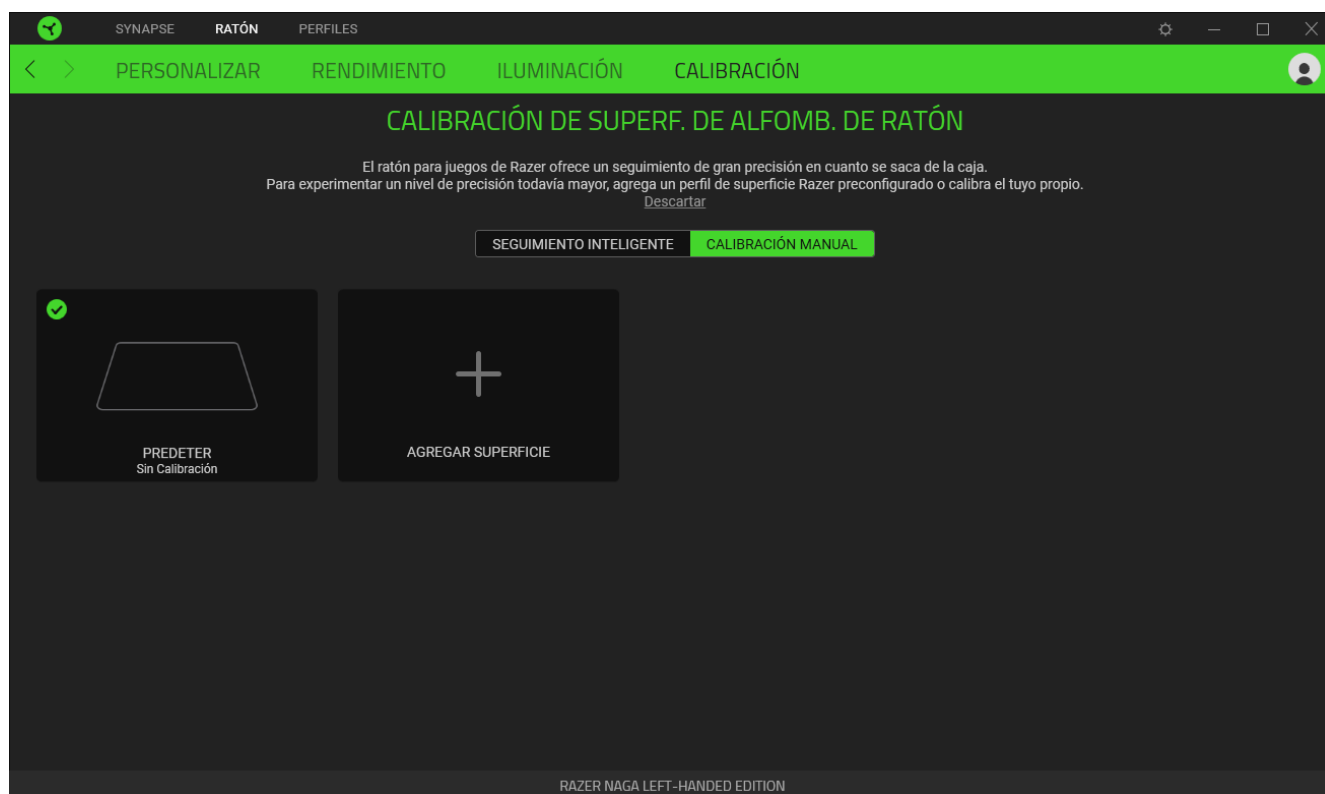 SYNAPSE RATÓN PERFILES
PERSONALIZAR RENDIMIENTO ILUMINACIÓN CALIBRACIÓN
CALIBRACIÓN DE SUPERF. DE ALFOMB. DE RATÓN
El ratón para juegos de Razer ofrece un seguimiento de gran precisión en cuanto se saca de la caja.
Para experimentar un nivel de precisión todavía mayor, agrega un perfil de superficie Razer preconfigurado o calibra el tuyo propio.
Descartar
SEGUIMIENTO INTELIGENTE CALIBRACIÓN MANUAL
PREDETER
Sin Calibración
AGREGAR SUPERFICIE
RAZER NAGA LEFT-HANDED EDITION